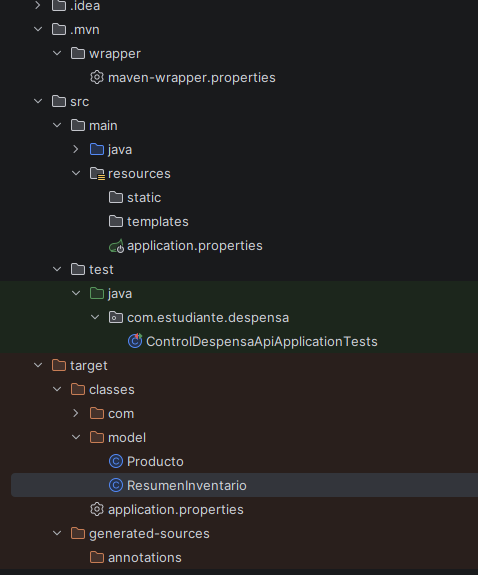 .idea
.mvn
wrapper
maven-wrapper.properties
src
main
java
resources
static
templates
application.properties
test
java
com.estudiante.despensa
ControlDespensaApiApplicationTests
target
classes
com
model
Producto
ResumenInventario
application.properties
generated-sources
annotations